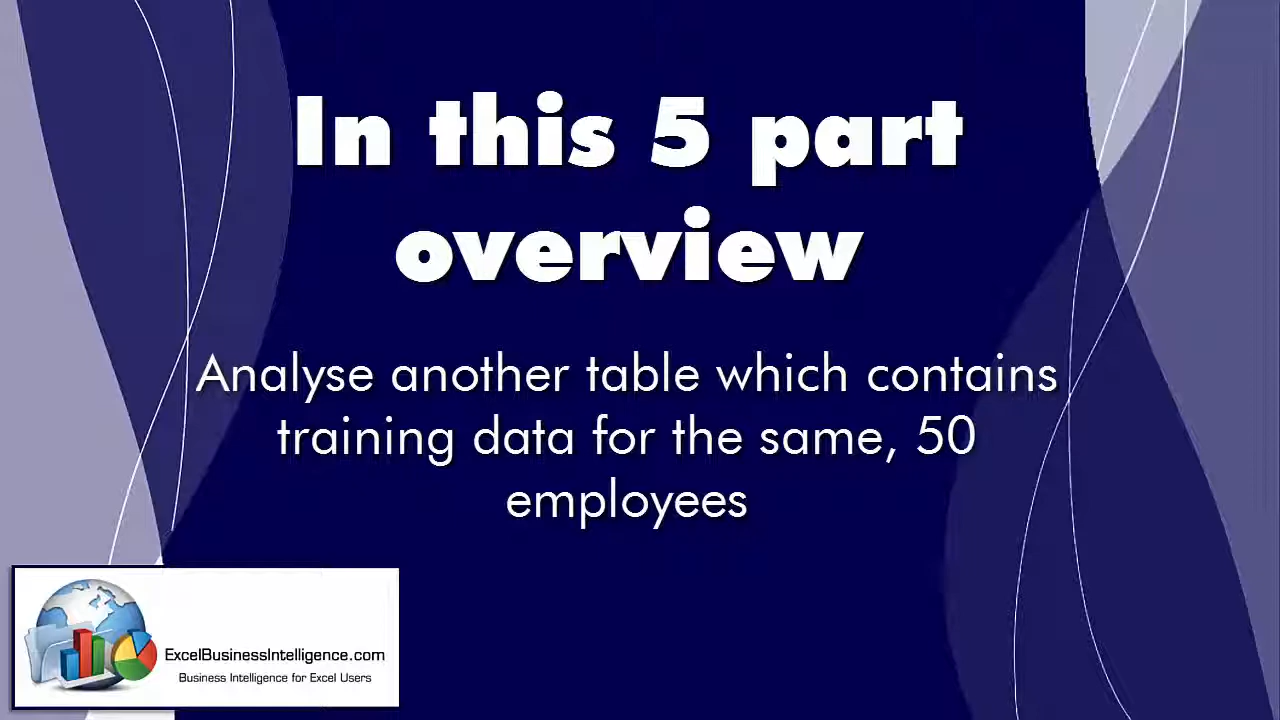 In this 5 part
overview
Analyse another table which contains
training data for the same, 50
employees
ExcelBusinessIntelligence.com
Business Intelligence for Excel Users